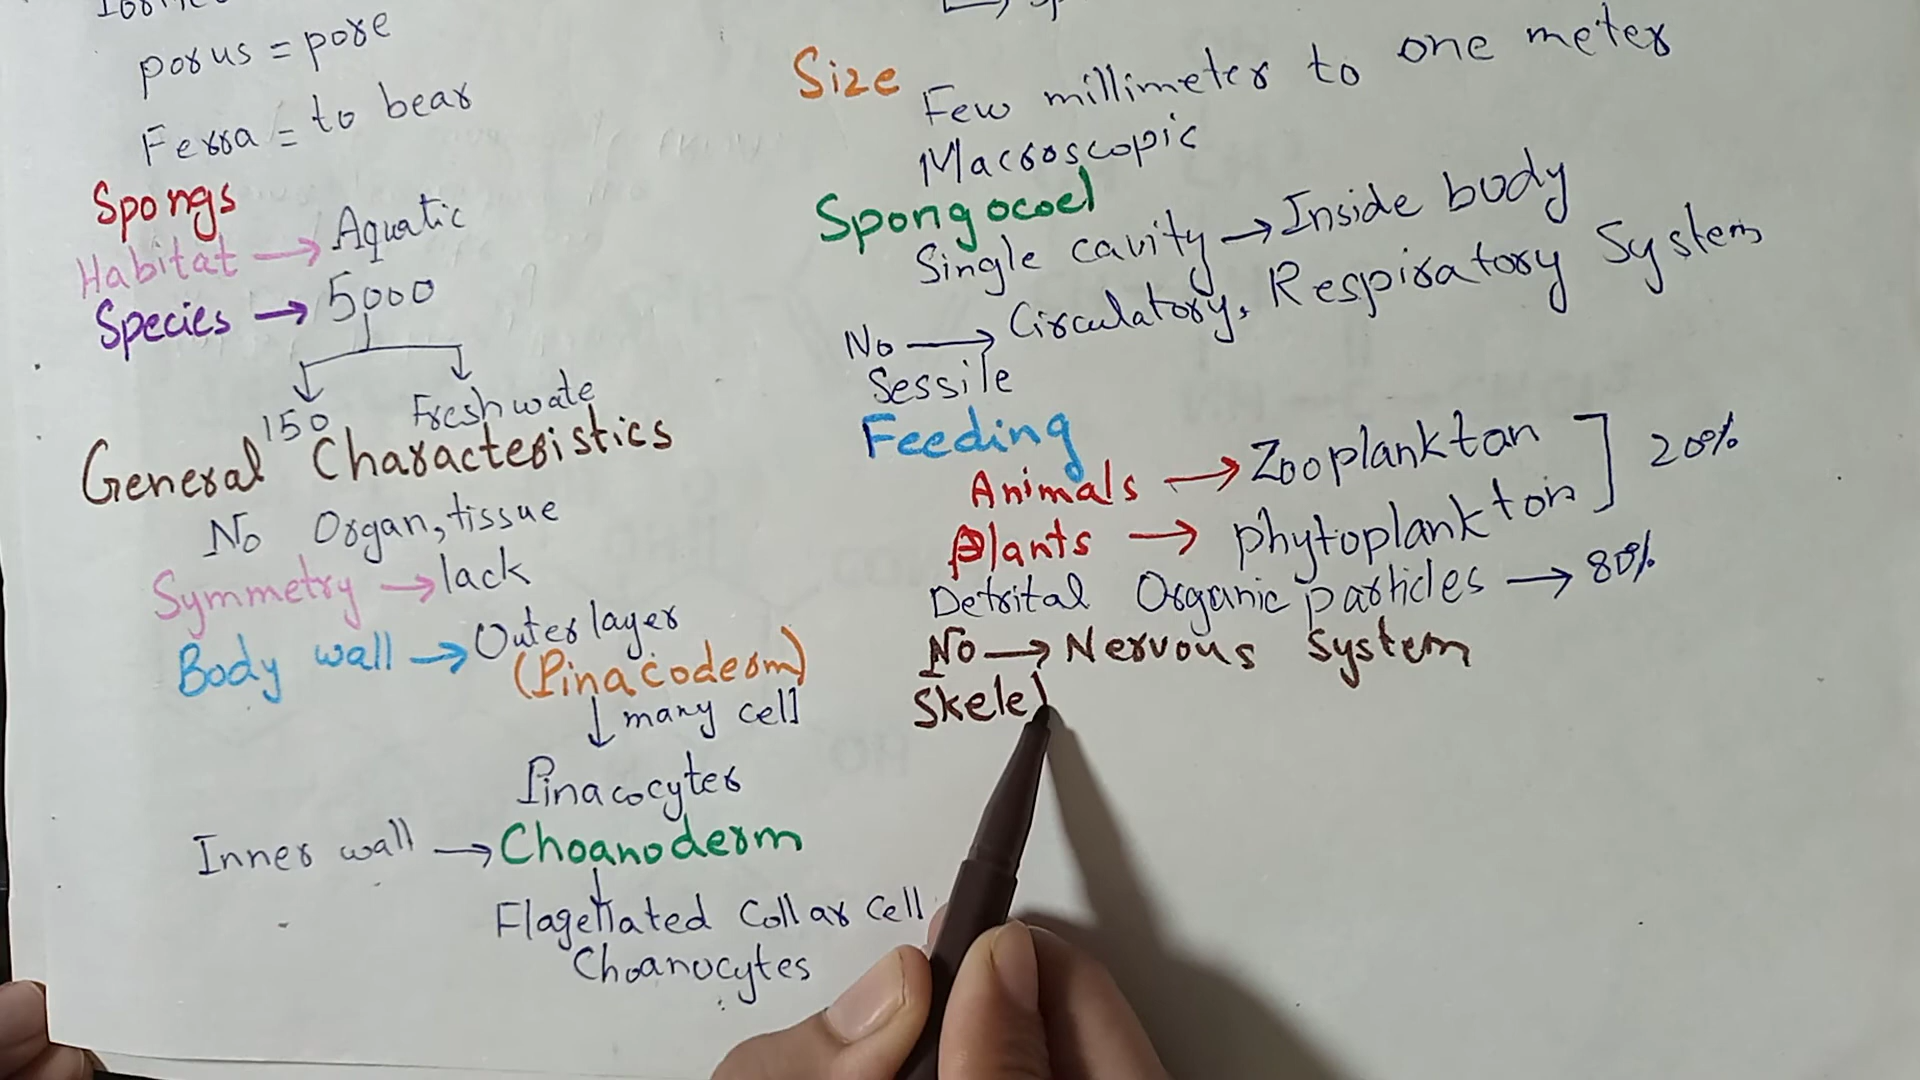 porus = pore
Ferra = to bear
Spongs
Habitat → Aquatic
Species → 5000
150 Freshwate
General Characteristics
No Organ, tissue
Symmetry → lack
Body wall → Outer layer
(Pinacoderm)
↓ many cell
Pinacocyter
Inner wall → Choanoderm
Flagellated Collar cell
Choanocytes
Size
Few millimeter to one meter
Macroscopic
Spongocoel
Single cavity → Inside body
No → Circulatory, Respiratory System
Sessile
Feeding
Animals → Zooplanktan
Plants → phytoplankton ] 20%
Detrital Organic particles → 80%
No → Nervous System
Skelel